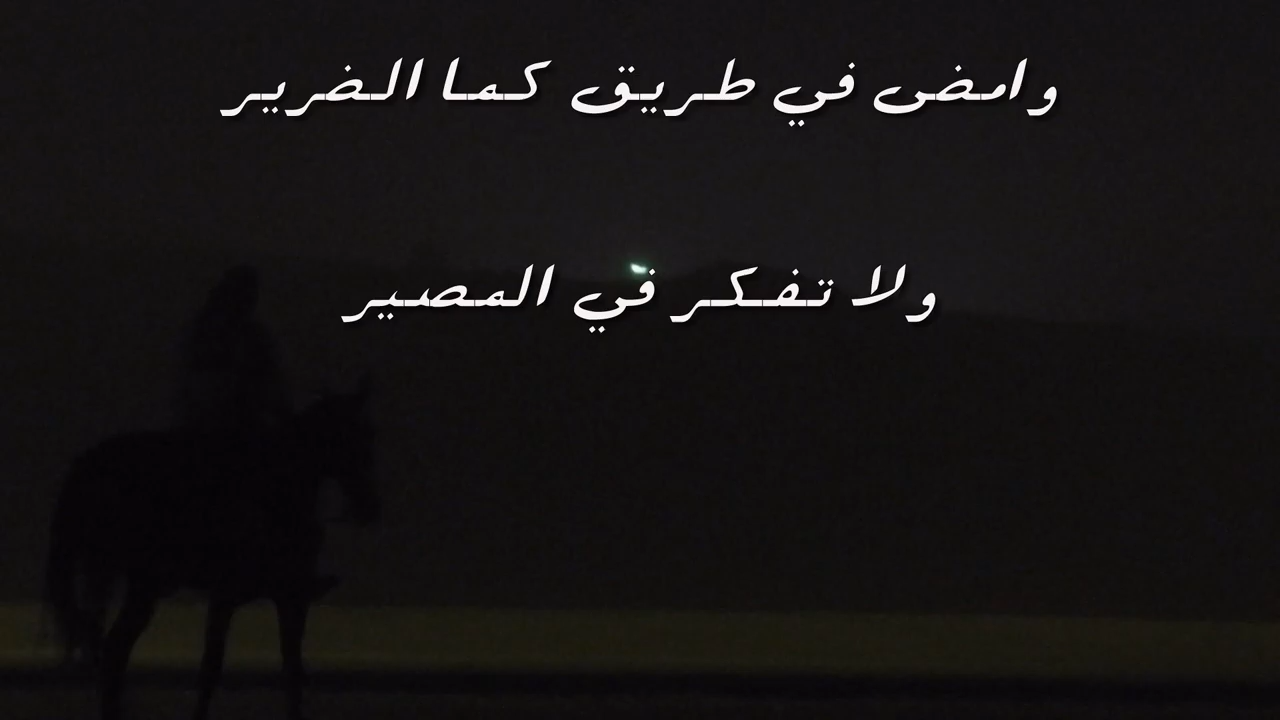 وامض في طريق كما الضرير
ولا تفكر في المصير